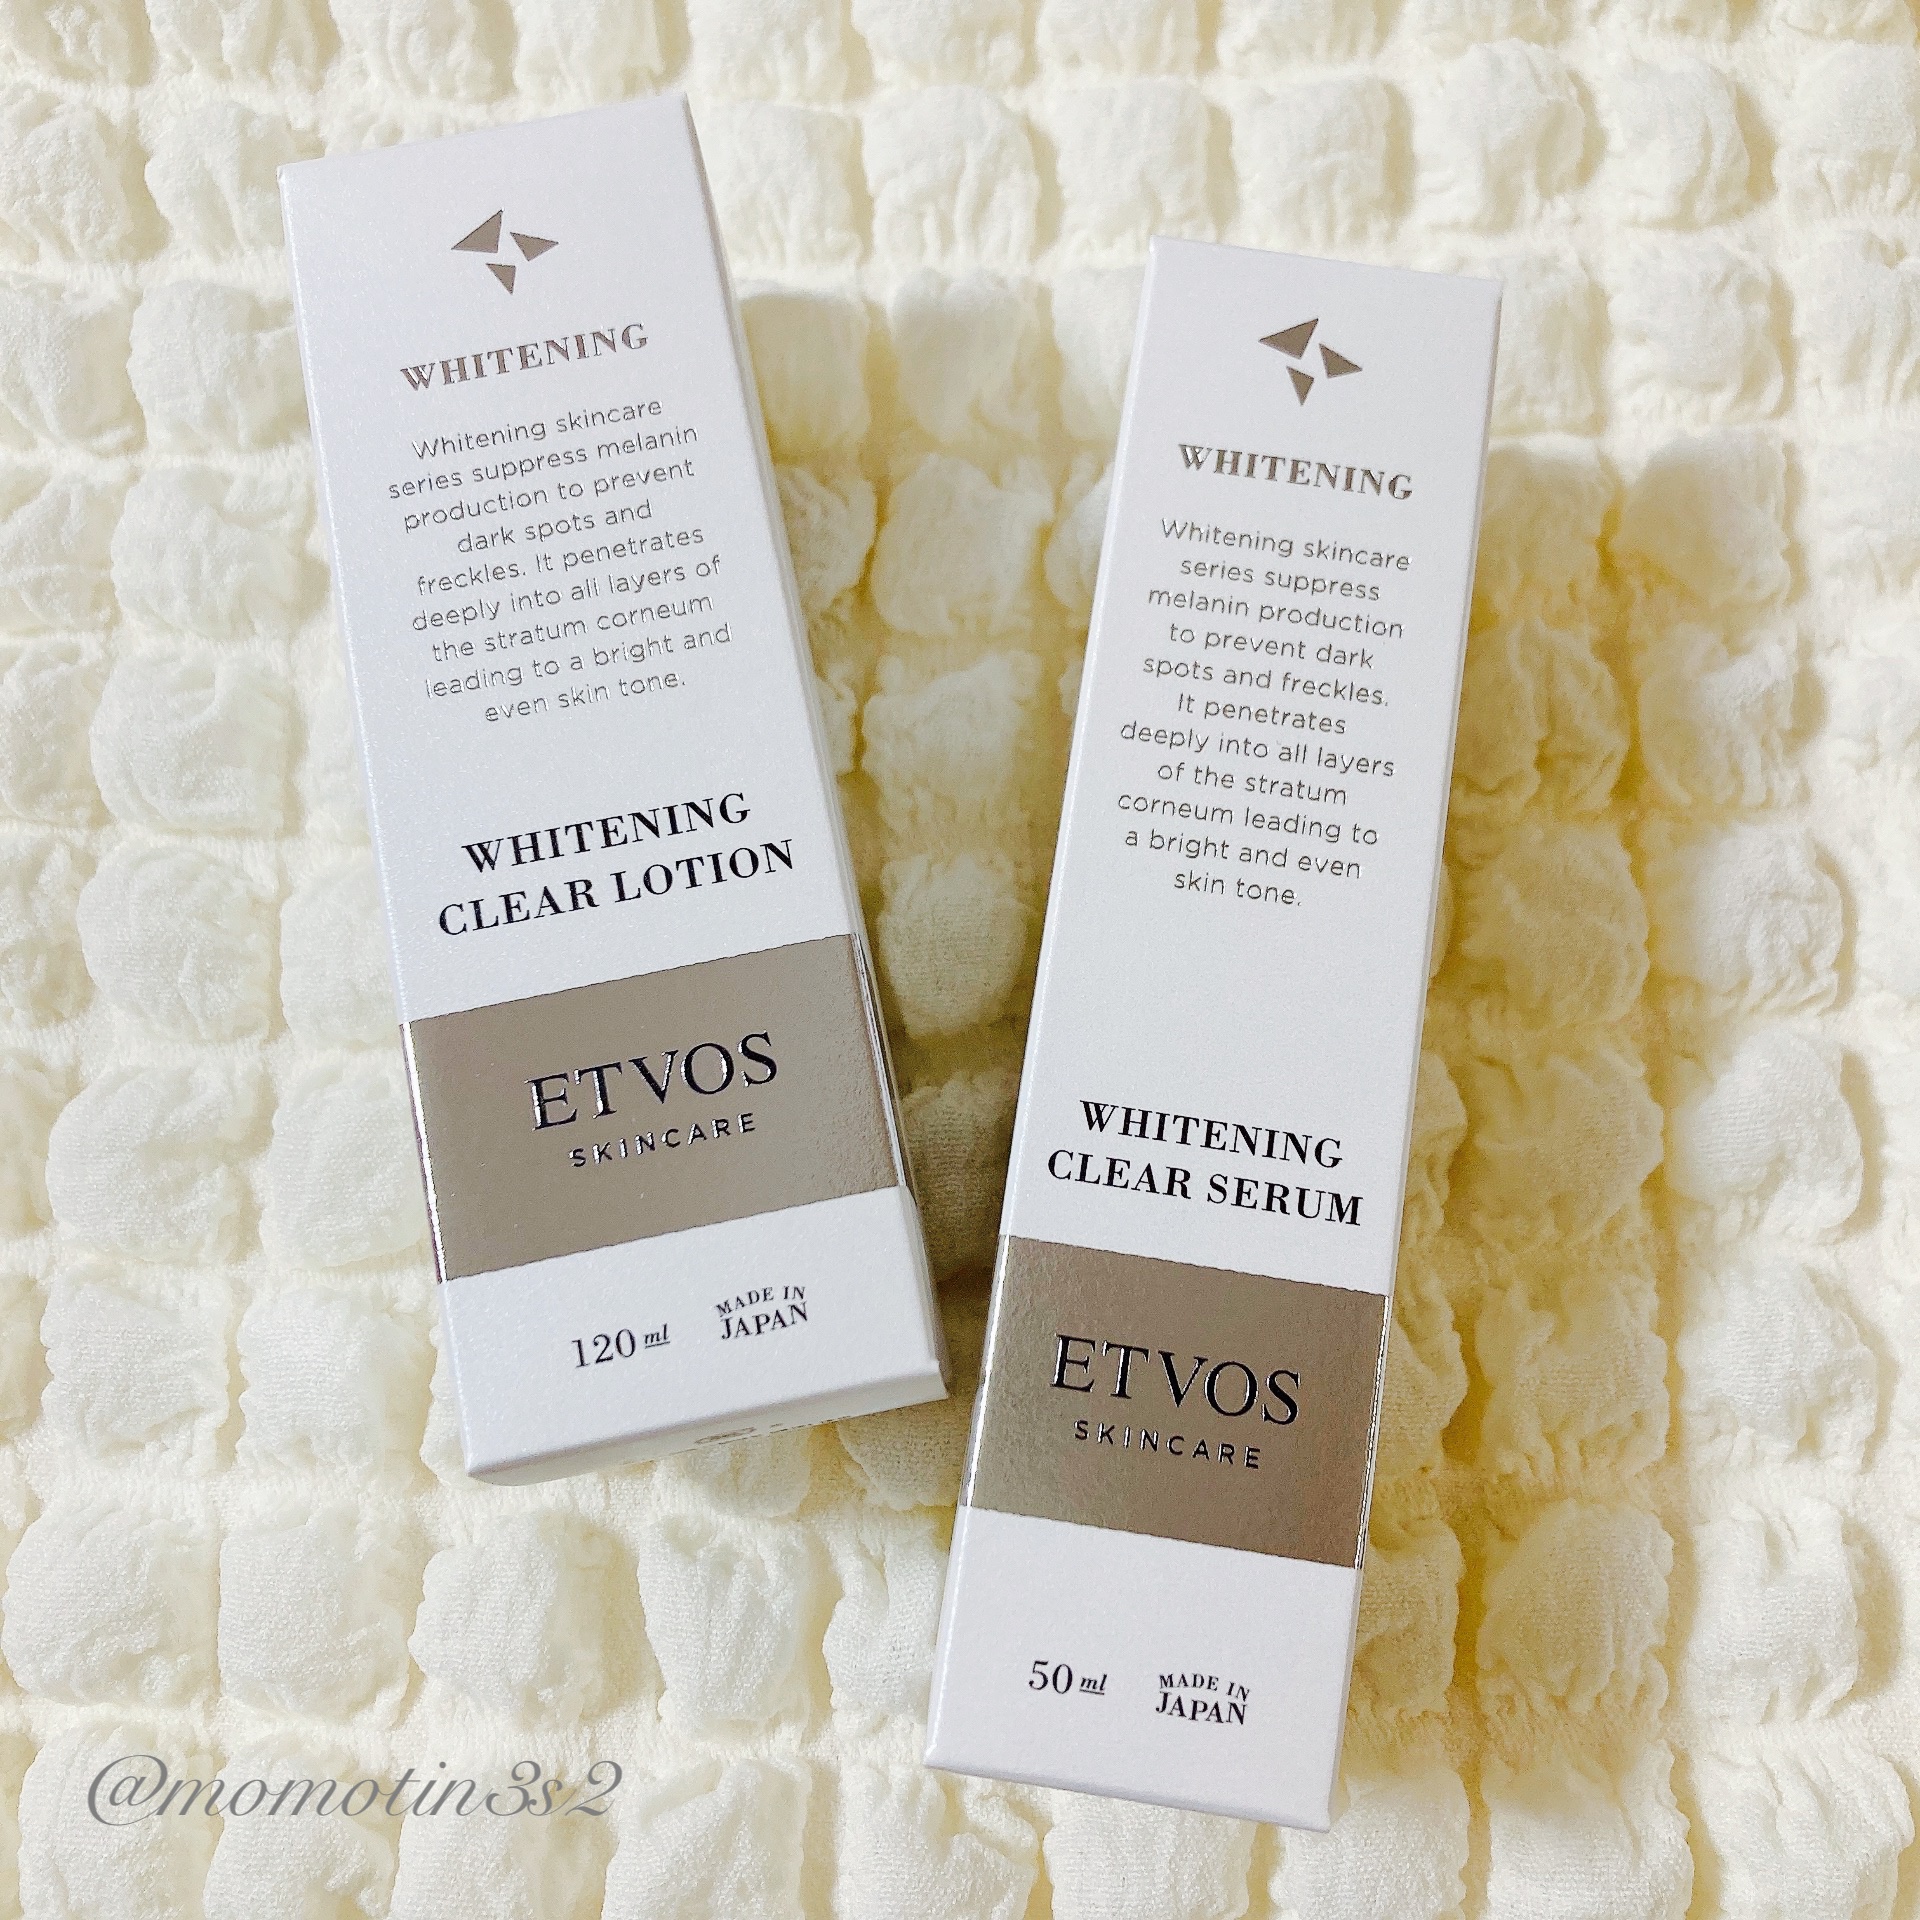 WHITENING
Whitening skincare
series suppress melanin
production to prevent
dark spots and
freckles. It penetrates
deeply into all layers of
the stratum corneum
leading to a bright and
even skin tone.
WHITENING
CLEAR LOTION
ETVOS
SKINCARE
120 ml
MADE IN
JAPAN
WHITENING
Whitening skincare
series suppress
melanin production
to prevent dark
spots and freckles.
It penetrates
deeply into all layers
of the stratum
corneum leading to
a bright and even
skin tone.
WHITENING
CLEAR SERUM
ETVOS
SKINCARE
50 ml
MADE IN
JAPAN
@momotin3s2